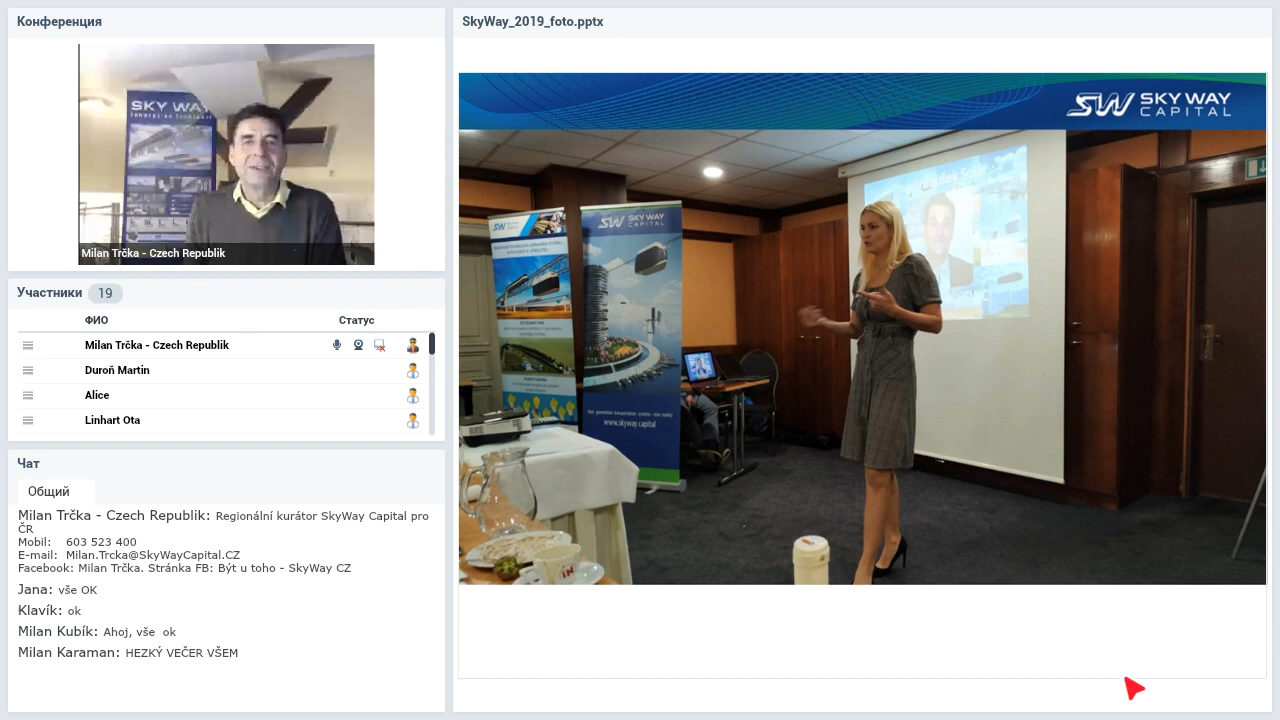 Конференция
SKY WAY
Milan Trčka - Czech Republik
Участники 19
ФИО Статус
Milan Trčka - Czech Republik
Duroň Martin
Alice
Linhart Ota
Чат
Общий
Milan Trčka - Czech Republik: Regionální kurátor SkyWay Capital pro
ČR
Mobil: 603 523 400
E-mail: Milan.Trcka@SkyWayCapital.CZ
Facebook: Milan Trčka. Stránka FB: Být u toho - SkyWay CZ
Jana: vše OK
Klavík: ok
Milan Kubík: Ahoj, vše ok
Milan Karaman: HEZKÝ VEČER VŠEM
SkyWay_2019_foto.pptx
SW SKY WAY
CAPITAL
SW SKY WAY
CAPITAL
www.skyway.capital